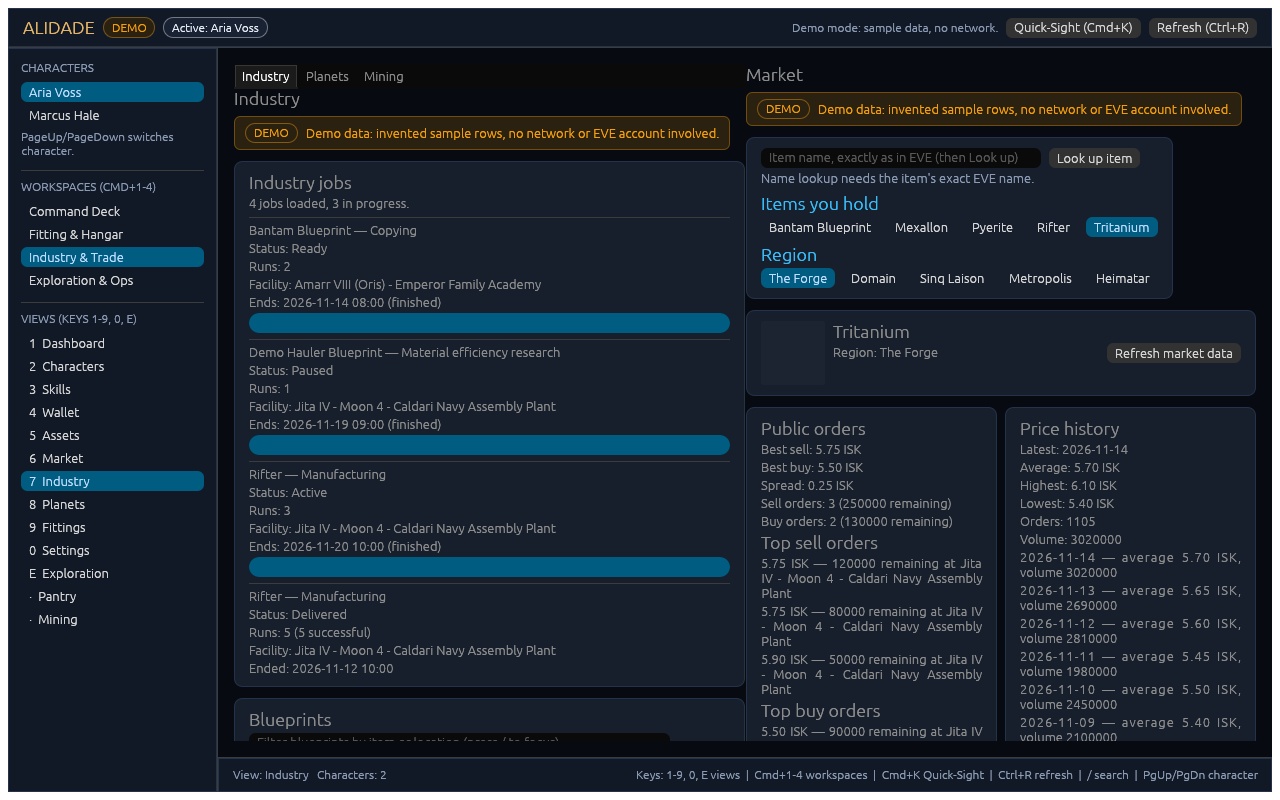 ALIDADE DEMO Active: Aria Voss Demo mode: sample data, no network. Quick-Sight (Cmd+K) Refresh (Ctrl+R)
CHARACTERS
Aria Voss
Marcus Hale
PageUp/PageDown switches
character.
WORKSPACES (CMD+1-4)
Command Deck
Fitting & Hangar
Industry & Trade
Exploration & Ops
VIEWS (KEYS 1-9, 0, E)
1 Dashboard
2 Characters
3 Skills
4 Wallet
5 Assets
6 Market
7 Industry
8 Planets
9 Fittings
0 Settings
E Exploration
· Pantry
· Mining
Industry Planets Mining
Industry
DEMO Demo data: invented sample rows, no network or EVE account involved.
Industry jobs
4 jobs loaded, 3 in progress.
Bantam Blueprint — Copying
Status: Ready
Runs: 2
Facility: Amarr VIII (Oris) - Emperor Family Academy
Ends: 2026-11-14 08:00 (finished)
Demo Hauler Blueprint — Material efficiency research
Status: Paused
Runs: 1
Facility: Jita IV - Moon 4 - Caldari Navy Assembly Plant
Ends: 2026-11-19 09:00 (finished)
Rifter — Manufacturing
Status: Active
Runs: 3
Facility: Jita IV - Moon 4 - Caldari Navy Assembly Plant
Ends: 2026-11-20 10:00 (finished)
Rifter — Manufacturing
Status: Delivered
Runs: 5 (5 successful)
Facility: Jita IV - Moon 4 - Caldari Navy Assembly Plant
Ended: 2026-11-12 10:00
Blueprints
Filter blueprints by item or location (press / to focus)
Market
DEMO Demo data: invented sample rows, no network or EVE account involved.
Item name, exactly as in EVE (then Look up) Look up item
Name lookup needs the item's exact EVE name.
Items you hold
Bantam Blueprint Mexallon Pyerite Rifter Tritanium
Region
The Forge Domain Sinq Laison Metropolis Heimatar
Tritanium
Region: The Forge
Refresh market data
Public orders
Best sell: 5.75 ISK
Best buy: 5.50 ISK
Spread: 0.25 ISK
Sell orders: 3 (250000 remaining)
Buy orders: 2 (130000 remaining)
Top sell orders
5.75 ISK — 120000 remaining at Jita
IV - Moon 4 - Caldari Navy Assembly
Plant
5.75 ISK — 80000 remaining at Jita IV
- Moon 4 - Caldari Navy Assembly
Plant
5.90 ISK — 50000 remaining at Jita IV
- Moon 4 - Caldari Navy Assembly
Plant
Top buy orders
5.50 ISK — 90000 remaining at Jita IV
Price history
Latest: 2026-11-14
Average: 5.70 ISK
Highest: 6.10 ISK
Lowest: 5.40 ISK
Orders: 1105
Volume: 3020000
2026-11-14 — average 5.70 ISK,
volume 3020000
2026-11-13 — average 5.65 ISK,
volume 2690000
2026-11-12 — average 5.60 ISK,
volume 2810000
2026-11-11 — average 5.45 ISK,
volume 1980000
2026-11-10 — average 5.50 ISK,
volume 2450000
2026-11-09 — average 5.40 ISK,
volume 2100000
View: Industry Characters: 2
Keys: 1-9, 0, E views | Cmd+1-4 workspaces | Cmd+K Quick-Sight | Ctrl+R refresh | / search | PgUp/PgDn character